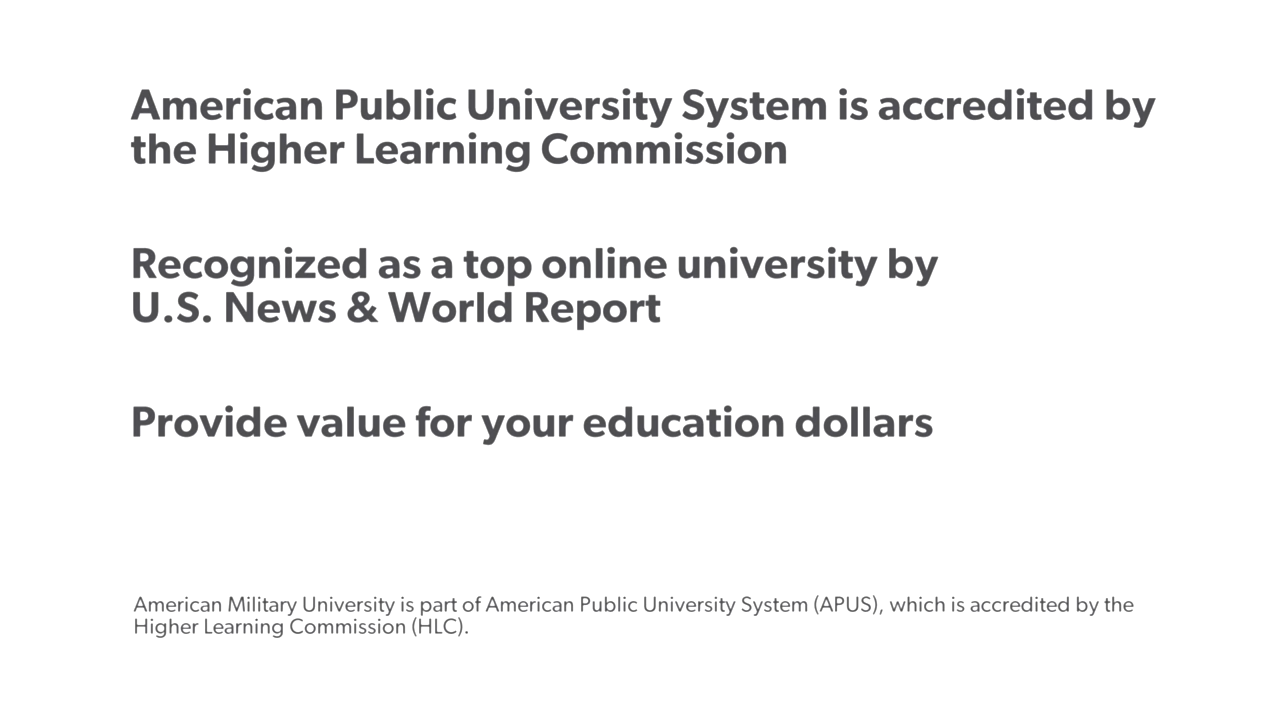 American Public University System is accredited by
the Higher Learning Commission
Recognized as a top online university by
U.S. News & World Report
Provide value for your education dollars
American Military University is part of American Public University System (APUS), which is accredited by the
Higher Learning Commission (HLC).